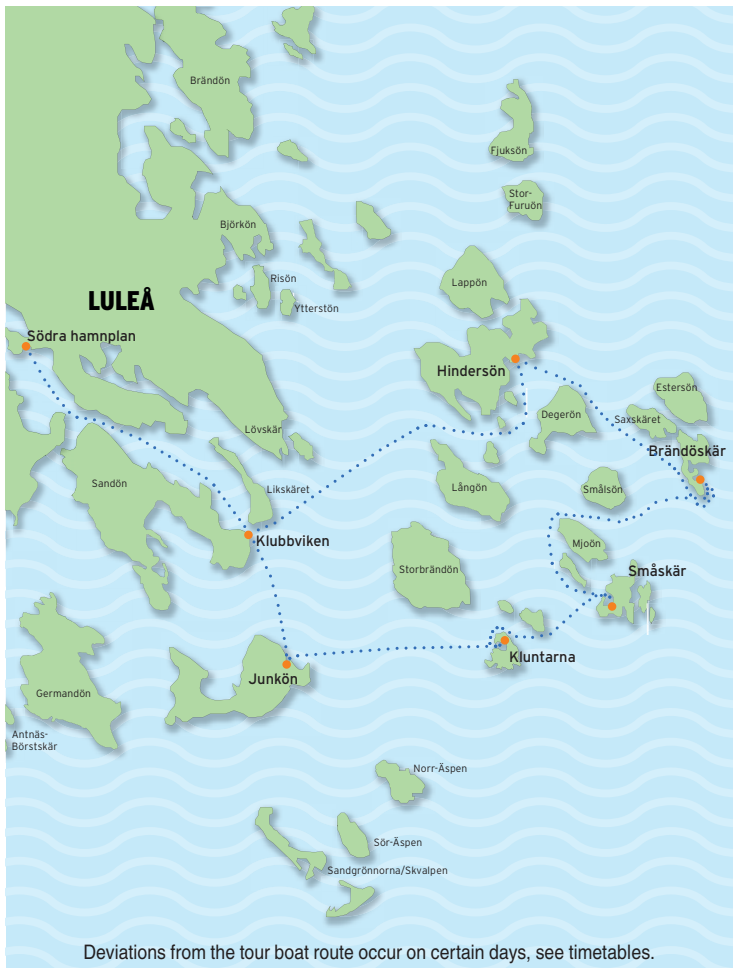 Brändön
Fjuksön
Stor-
Furuön
Björkön
Lappön
Risön
Ytterstön
LULEÅ
Södra hamnplan
Hindersön
Estersön
Degerön
Saxskäret
Lövskär
Brändöskär
Sandön
Likskäret
Långön
Smålsön
Klubbviken
Mjoön
Storbrändön
Småskär
Kluntarna
Junkön
Germandön
Antnäs-
Börstskär
Norr-Äspen
Sör-Äspen
Sandgrönnorna/Skvalpen
Deviations from the tour boat route occur on certain days, see timetables.